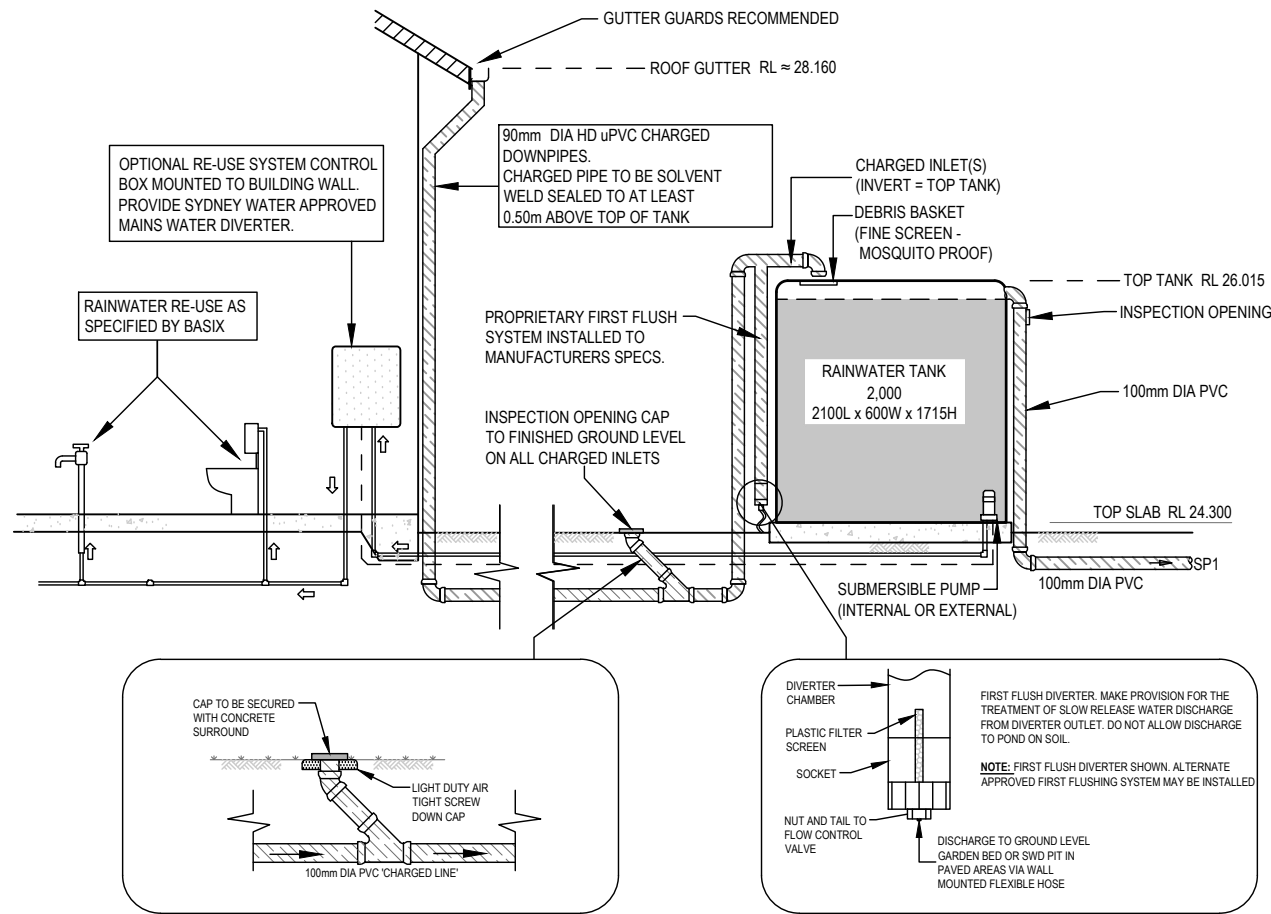 GUTTER GUARDS RECOMMENDED
ROOF GUTTER RL ≈ 28.160
90mm DIA HD uPVC CHARGED
DOWNPIPES.
CHARGED PIPE TO BE SOLVENT
WELD SEALED TO AT LEAST
0.50m ABOVE TOP OF TANK
OPTIONAL RE-USE SYSTEM CONTROL
BOX MOUNTED TO BUILDING WALL.
PROVIDE SYDNEY WATER APPROVED
MAINS WATER DIVERTER.
CHARGED INLET(S)
(INVERT = TOP TANK)
DEBRIS BASKET
(FINE SCREEN -
MOSQUITO PROOF)
TOP TANK RL 26.015
INSPECTION OPENING
RAINWATER RE-USE AS
SPECIFIED BY BASIX
PROPRIETARY FIRST FLUSH
SYSTEM INSTALLED TO
MANUFACTURERS SPECS.
RAINWATER TANK
2,000
2100L x 600W x 1715H
100mm DIA PVC
INSPECTION OPENING CAP
TO FINISHED GROUND LEVEL
ON ALL CHARGED INLETS
TOP SLAB RL 24.300
SUBMERSIBLE PUMP
(INTERNAL OR EXTERNAL)
100mm DIA PVC
SP1
CAP TO BE SECURED
WITH CONCRETE
SURROUND
LIGHT DUTY AIR
TIGHT SCREW
DOWN CAP
100mm DIA PVC 'CHARGED LINE'
DIVERTER
CHAMBER
PLASTIC FILTER
SCREEN
SOCKET
NUT AND TAIL TO
FLOW CONTROL
VALVE
DISCHARGE TO GROUND LEVEL
GARDEN BED OR SWD PIT IN
PAVED AREAS VIA WALL
MOUNTED FLEXIBLE HOSE
FIRST FLUSH DIVERTER. MAKE PROVISION FOR THE
TREATMENT OF SLOW RELEASE WATER DISCHARGE
FROM DIVERTER OUTLET. DO NOT ALLOW DISCHARGE
TO POND ON SOIL.
NOTE: FIRST FLUSH DIVERTER SHOWN. ALTERNATE
APPROVED FIRST FLUSHING SYSTEM MAY BE INSTALLED